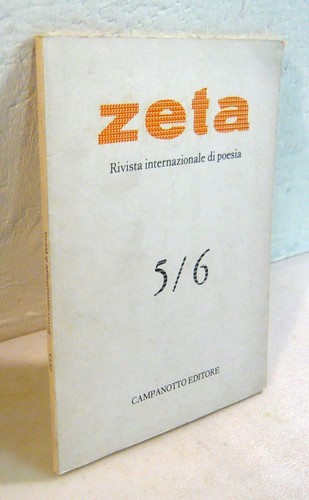 zeta
Rivista internazionale di poesia
5/6
CAMPANOTTO EDITORE